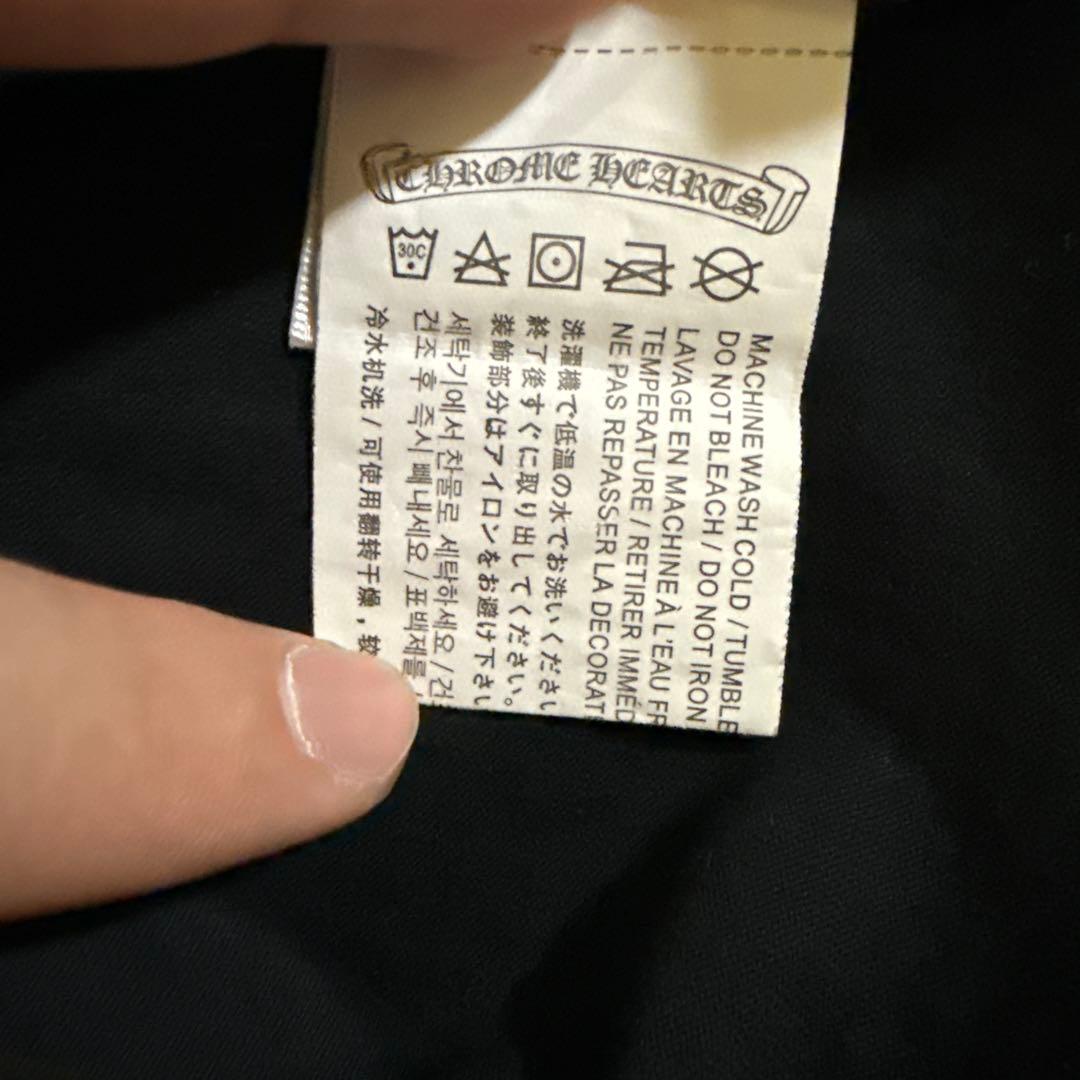 CHROME HEARTS
30C
MACHINE WASH COLD / TUMBLE
DO NOT BLEACH / DO NOT IRON
LAVAGE EN MACHINE À L'EAU FR
TEMPERATURE / RETIRER IMMÉD
NE PAS REPASSER LA DECORAT
洗濯機で低温の水でお洗いくださ
終了後すぐに取り出してください。
装飾部分はアイロンをお避け下さい
세탁기에서 찬물로 세탁하세요 / 건
건조 후 즉시 빼내세요 / 표백제를
冷水机洗 / 可使用翻转干燥，较